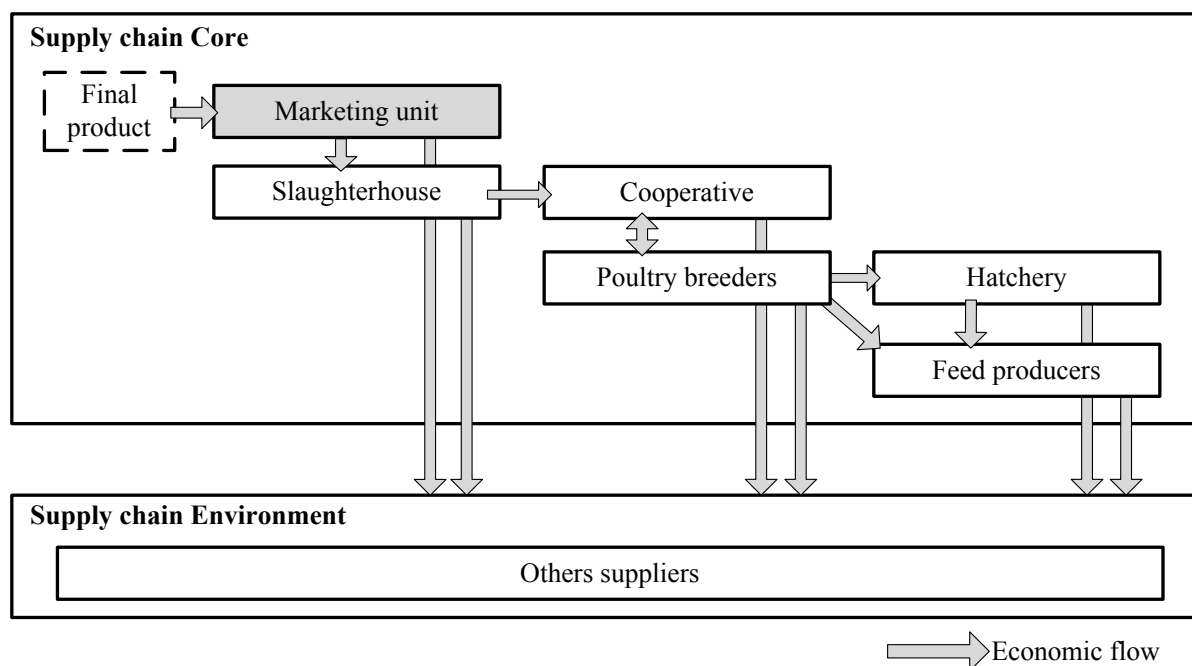 Supply chain Core
Final
product
Marketing unit
Slaughterhouse
Cooperative
Poultry breeders
Hatchery
Feed producers
Supply chain Environment
Others suppliers
Economic flow